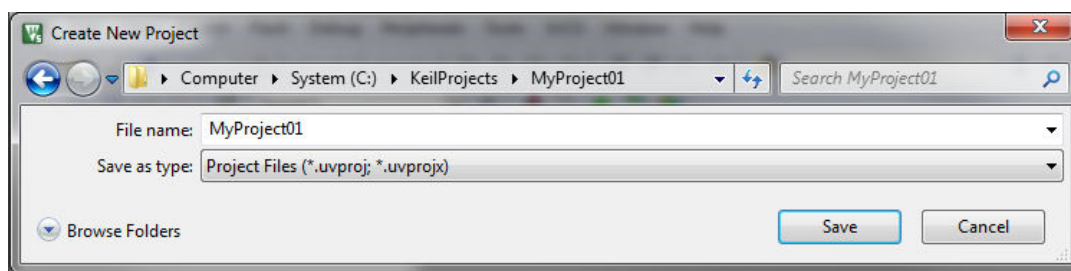 Create New Project
Computer ▸ System (C:) ▸ KeilProjects ▸ MyProject01
Search MyProject01
File name: MyProject01
Save as type: Project Files (*.uvproj; *.uvprojx)
Browse Folders
Save
Cancel